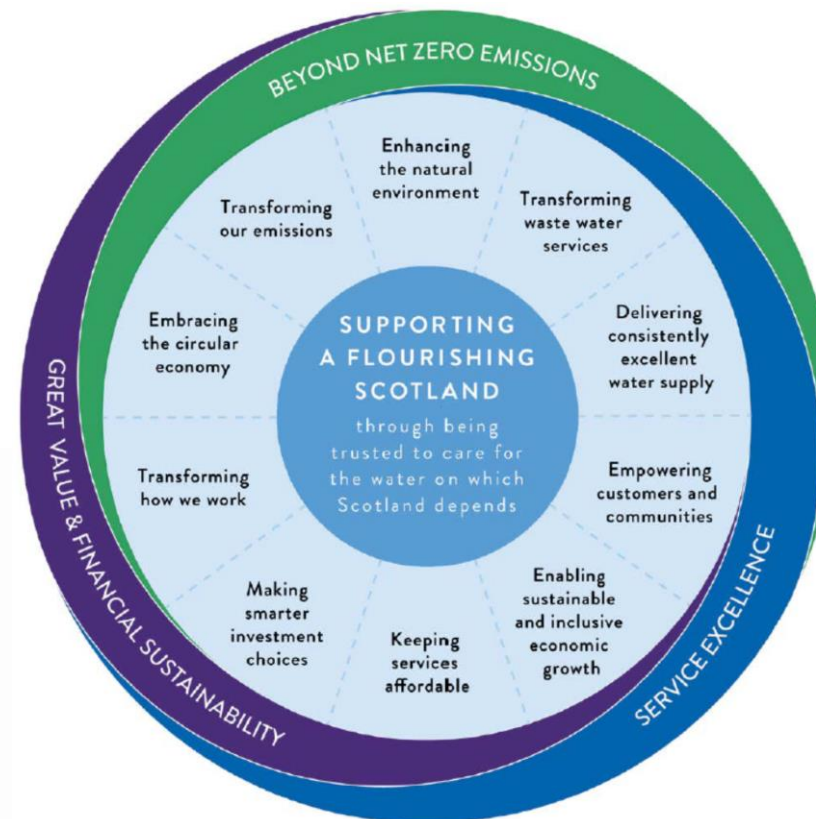 BEYOND NET ZERO EMISSIONS
Enhancing
the natural
environment
Transforming
waste water
services
Delivering
consistently
excellent
water supply
Empowering
customers and
communities
Enabling
sustainable
and inclusive
economic
growth
Keeping
services
affordable
Making
smarter
investment
choices
Transforming
how we work
Embracing
the circular
economy
Transforming
our emissions
SUPPORTING
A FLOURISHING
SCOTLAND
through being
trusted to care for
the water on which
Scotland depends
SERVICE EXCELLENCE
GREAT VALUE & FINANCIAL SUSTAINABILITY